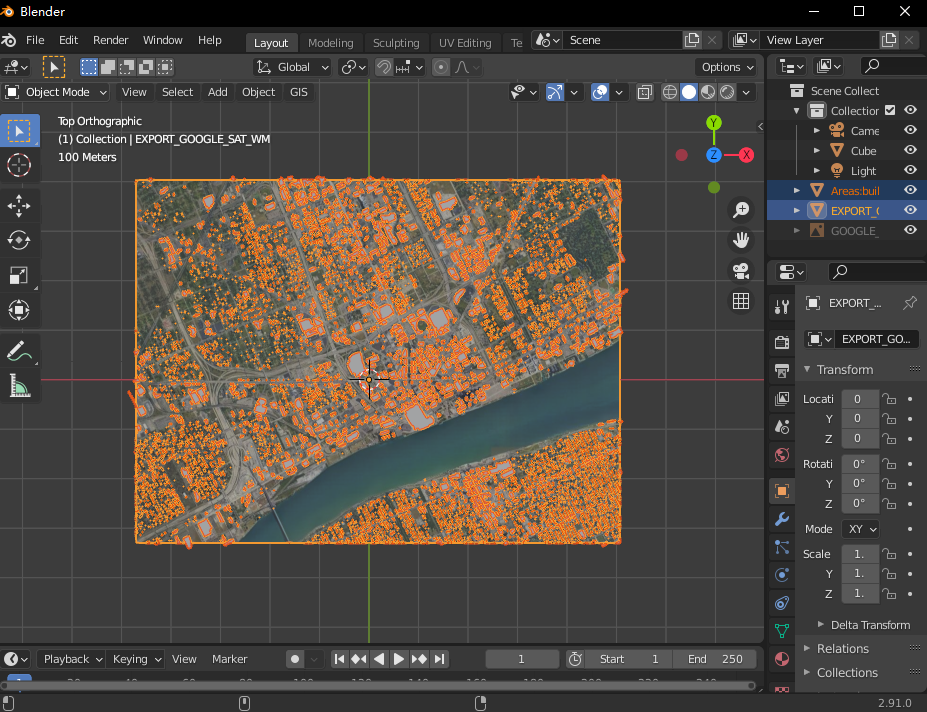 Blender
File Edit Render Window Help Layout Modeling Sculpting UV Editing Te Scene View Layer
Global Options
Object Mode View Select Add Object GIS
Top Orthographic
(1) Collection | EXPORT_GOOGLE_SAT_WM
100 Meters
Y
Z X
Scene Collect
Collection
Came
Cube
Light
Areas:buil
EXPORT_(
GOOGLE_
EXPORT_...
EXPORT_GO...
Transform
Locati 0
Y 0
Z 0
Rotati 0°
Y 0°
Z 0°
Mode XY
Scale 1.
Y 1.
Z 1.
Delta Transform
Relations
Collections
Playback Keying View Marker 1 Start 1 End 250
2.91.0